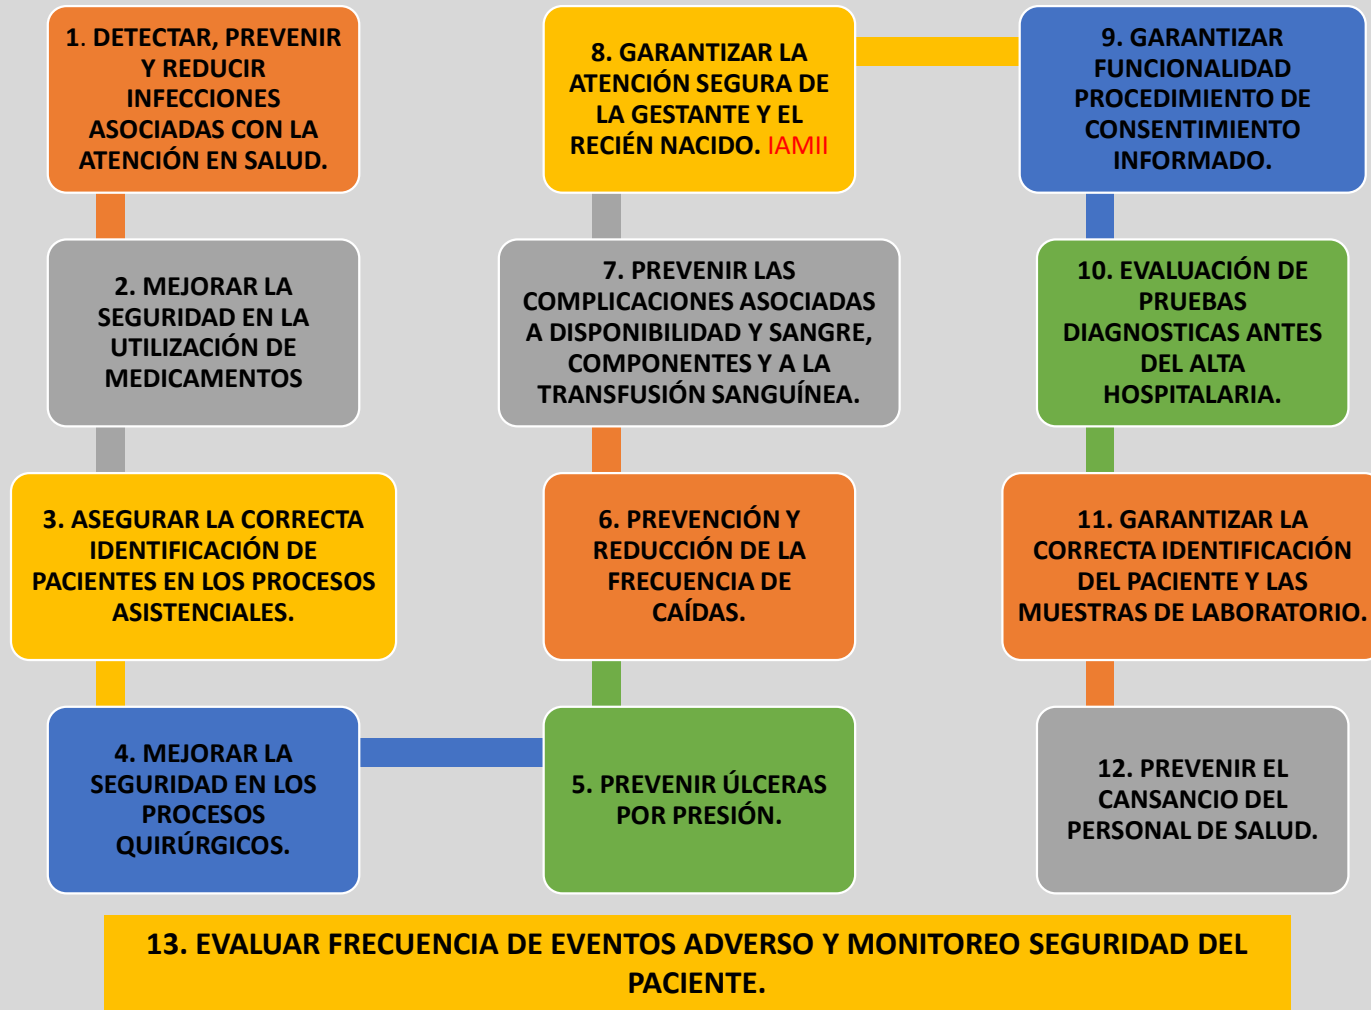 1. DETECTAR, PREVENIR
Y REDUCIR
INFECCIONES
ASOCIADAS CON LA
ATENCIÓN EN SALUD.
2. MEJORAR LA
SEGURIDAD EN LA
UTILIZACIÓN DE
MEDICAMENTOS
3. ASEGURAR LA CORRECTA
IDENTIFICACIÓN DE
PACIENTES EN LOS PROCESOS
ASISTENCIALES.
4. MEJORAR LA
SEGURIDAD EN LOS
PROCESOS
QUIRÚRGICOS.
5. PREVENIR ÚLCERAS
POR PRESIÓN.
6. PREVENCIÓN Y
REDUCCIÓN DE LA
FRECUENCIA DE
CAÍDAS.
7. PREVENIR LAS
COMPLICACIONES ASOCIADAS
A DISPONIBILIDAD Y SANGRE,
COMPONENTES Y A LA
TRANSFUSIÓN SANGUÍNEA.
8. GARANTIZAR LA
ATENCIÓN SEGURA DE
LA GESTANTE Y EL
RECIÉN NACIDO. IAMII
9. GARANTIZAR
FUNCIONALIDAD
PROCEDIMIENTO DE
CONSENTIMIENTO
INFORMADO.
10. EVALUACIÓN DE
PRUEBAS
DIAGNOSTICAS ANTES
DEL ALTA
HOSPITALARIA.
11. GARANTIZAR LA
CORRECTA IDENTIFICACIÓN
DEL PACIENTE Y LAS
MUESTRAS DE LABORATORIO.
12. PREVENIR EL
CANSANCIO DEL
PERSONAL DE SALUD.
13. EVALUAR FRECUENCIA DE EVENTOS ADVERSO Y MONITOREO SEGURIDAD DEL
PACIENTE.